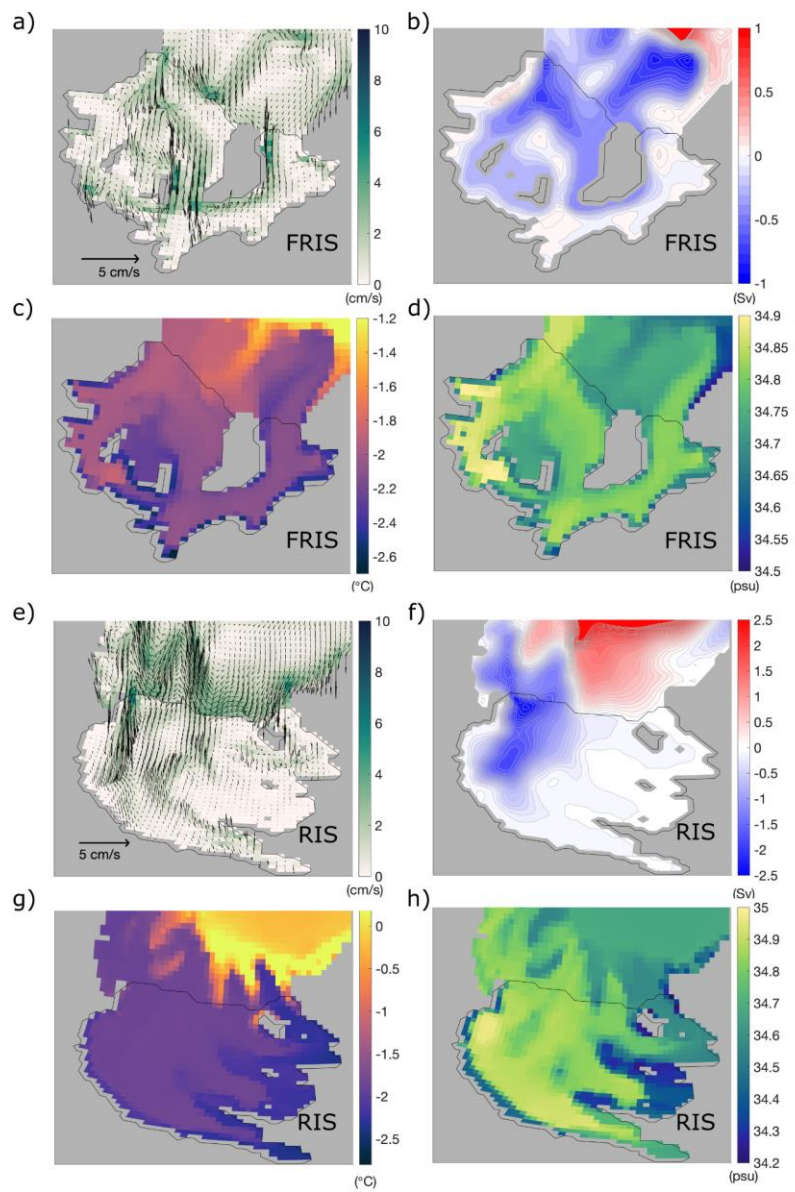 a)
10
8
6
4
2
0
5 cm/s
FRIS
(cm/s)
b)
1
0.5
0
-0.5
-1
FRIS
(Sv)
c)
-1.2
-1.4
-1.6
-1.8
-2
-2.2
-2.4
-2.6
FRIS
(°C)
d)
34.9
34.85
34.8
34.75
34.7
34.65
34.6
34.55
34.5
FRIS
(psu)
e)
10
8
6
4
2
0
5 cm/s
RIS
(cm/s)
f)
2.5
2
1.5
1
0.5
0
-0.5
-1
-1.5
-2
-2.5
RIS
(Sv)
g)
0
-0.5
-1
-1.5
-2
-2.5
RIS
(°C)
h)
35
34.9
34.8
34.7
34.6
34.5
34.4
34.3
34.2
RIS
(psu)